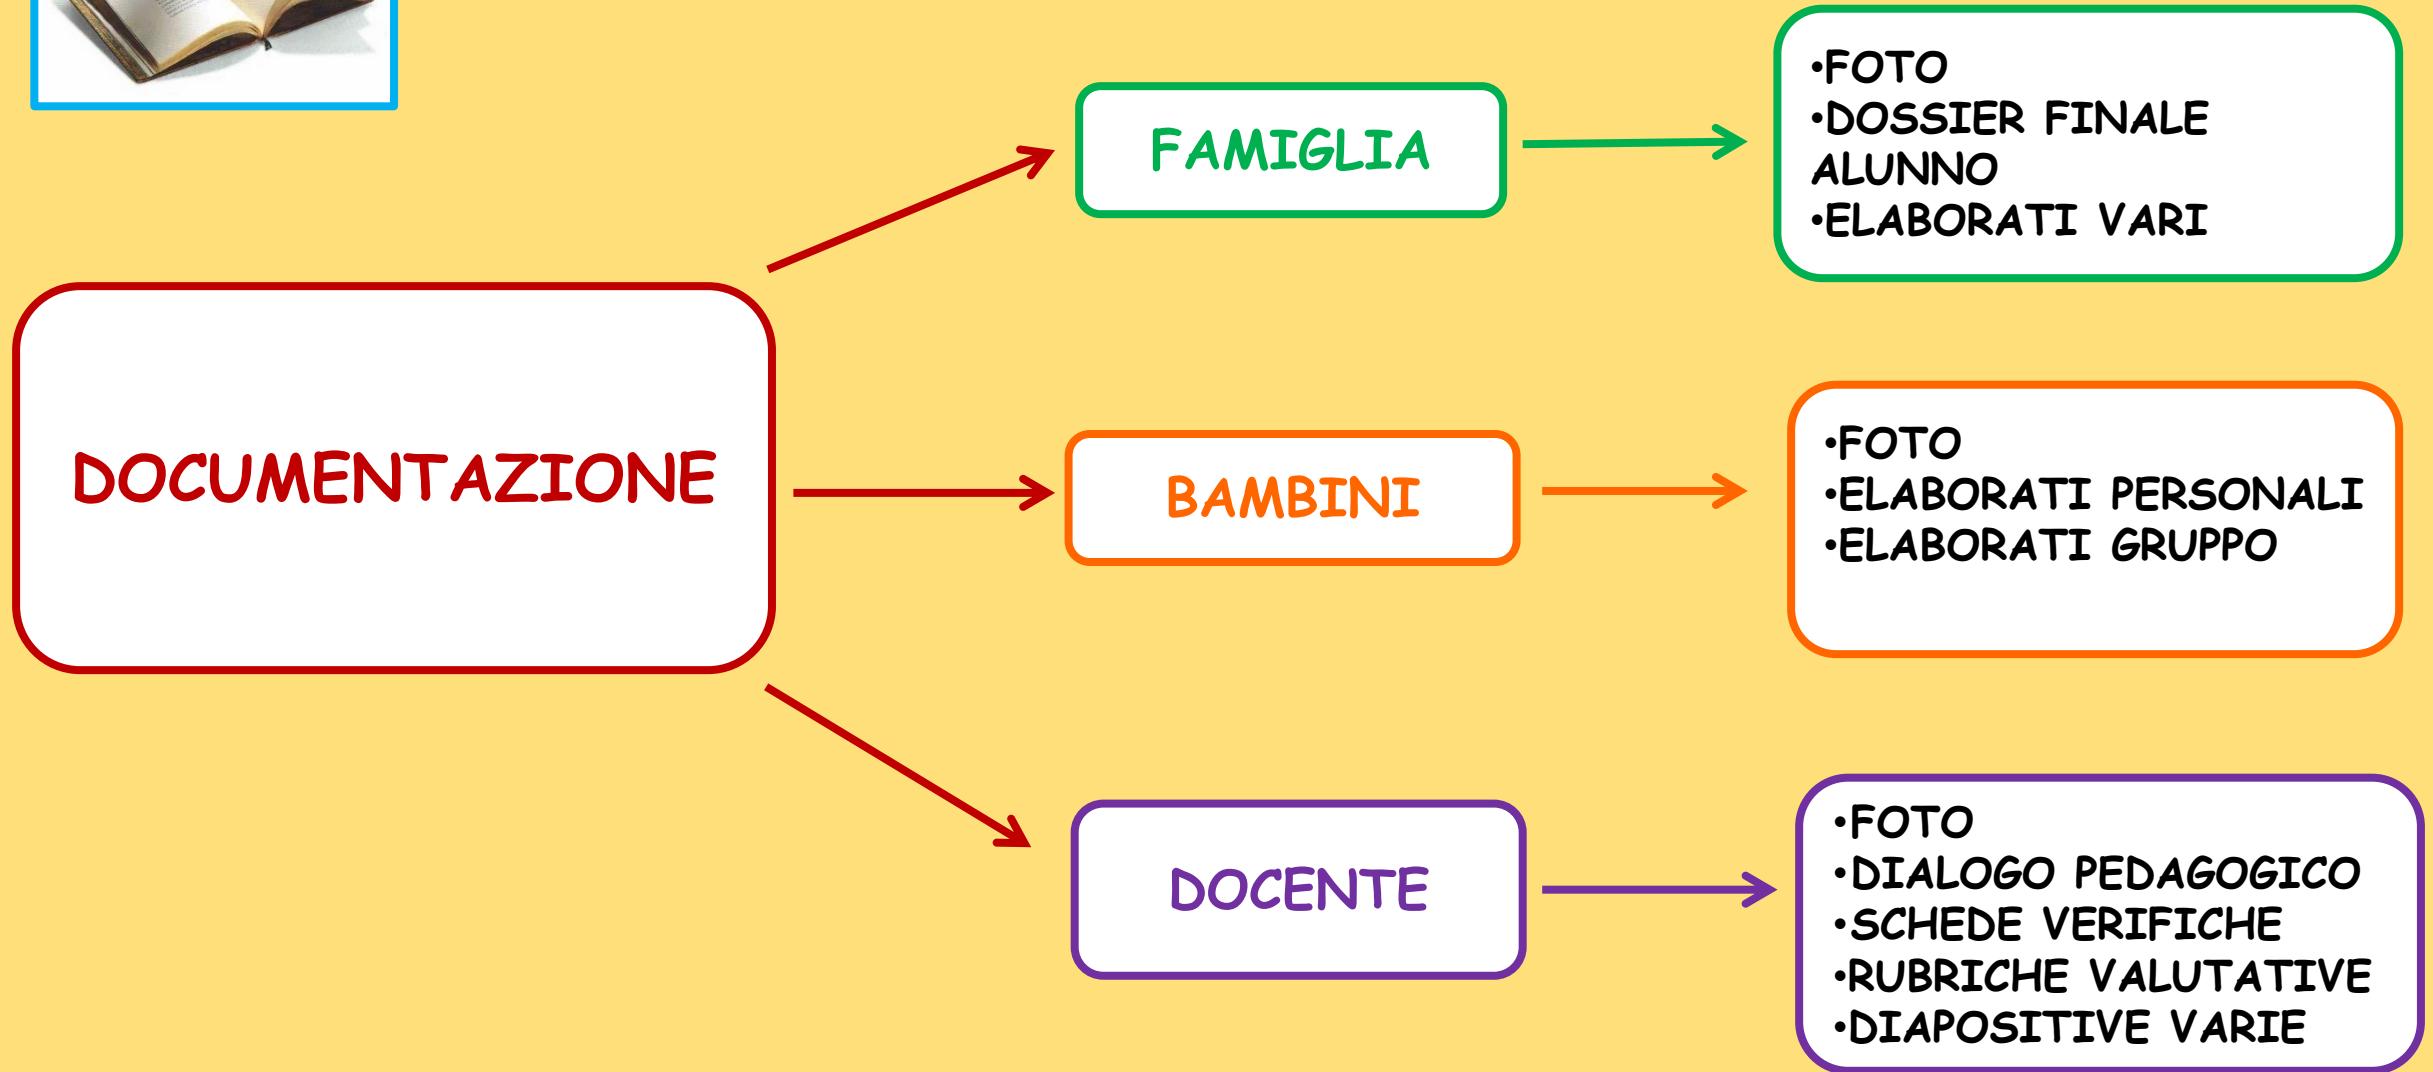 DOCUMENTAZIONE
FAMIGLIA
•FOTO
•DOSSIER FINALE
ALUNNO
•ELABORATI VARI
BAMBINI
•FOTO
•ELABORATI PERSONALI
•ELABORATI GRUPPO
DOCENTE
•FOTO
•DIALOGO PEDAGOGICO
•SCHEDE VERIFICHE
•RUBRICHE VALUTATIVE
•DIAPOSITIVE VARIE